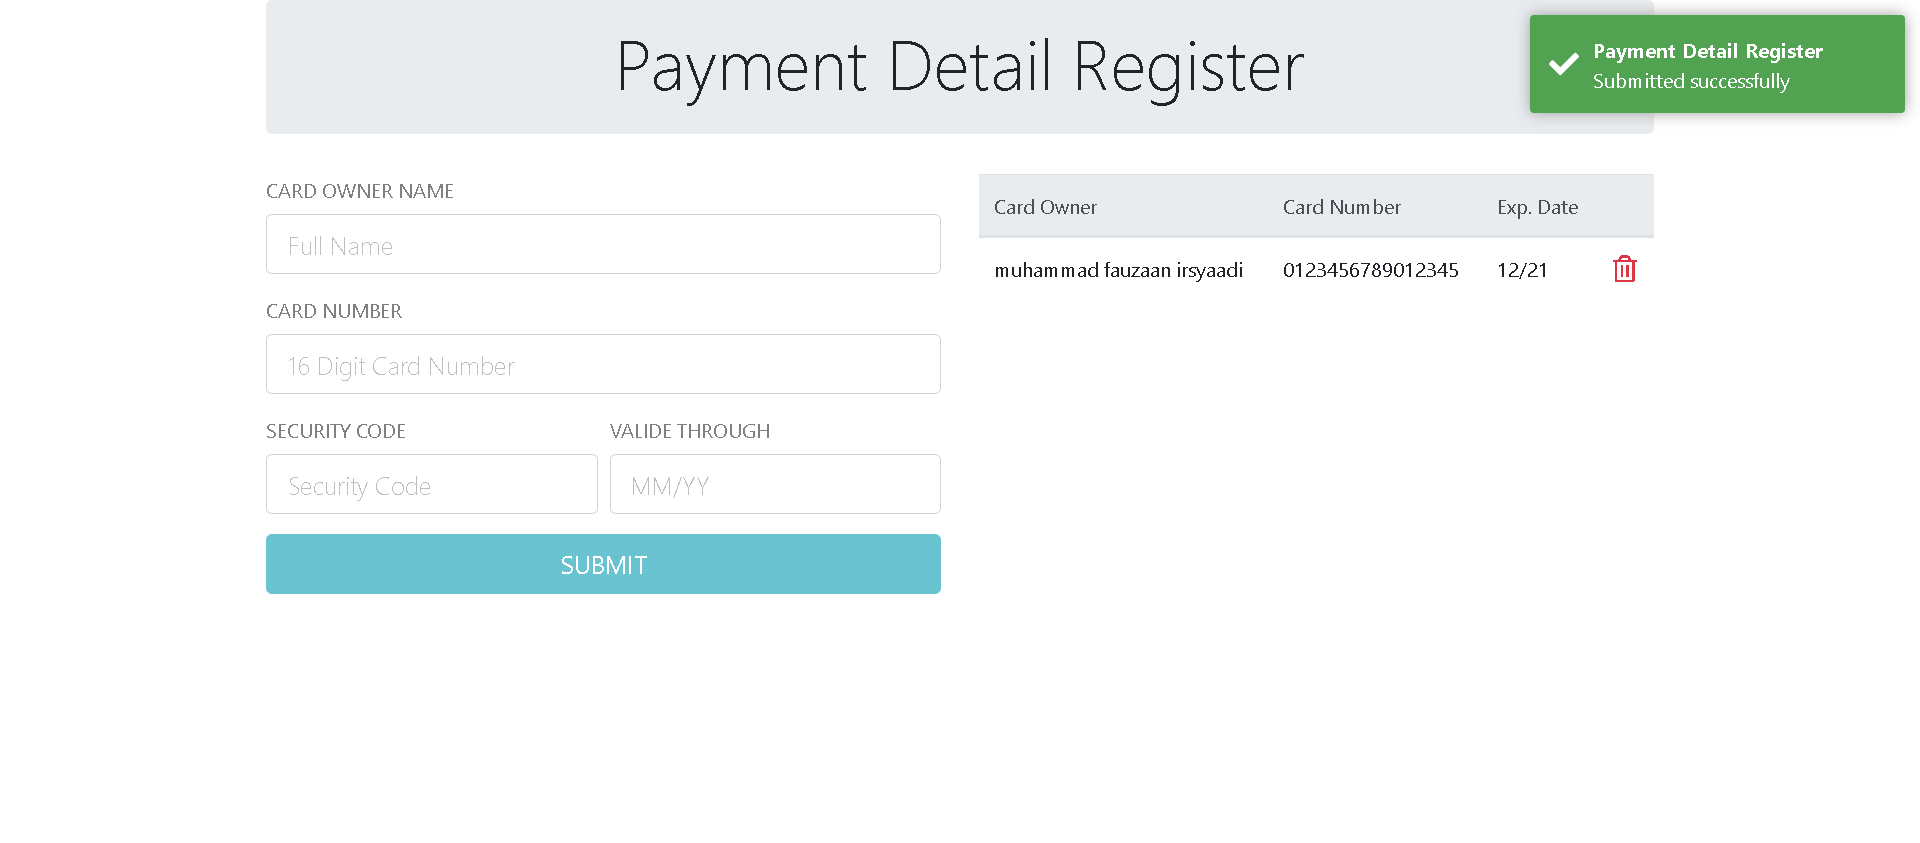 Payment Detail Register
Payment Detail Register
Submitted successfully
CARD OWNER NAME
Full Name
CARD NUMBER
16 Digit Card Number
SECURITY CODE VALIDE THROUGH
Security Code MM/YY
SUBMIT
Card Owner Card Number Exp. Date
muhammad fauzaan irsyaadi 0123456789012345 12/21